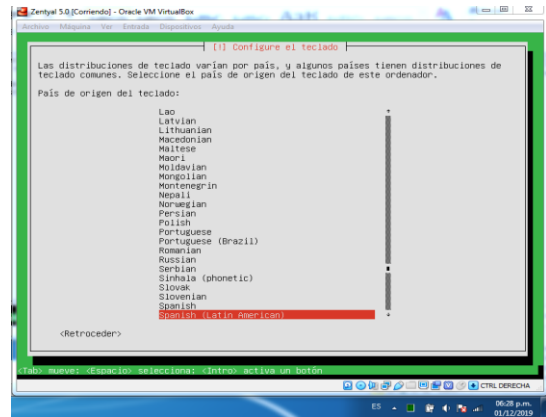 Zentyal 5.0 [Corriendo] - Oracle VM VirtualBox
Archivo Máquina Ver Entrada Dispositivos Ayuda
[!] Configure el teclado
Las distribuciones de teclado varían por país, y algunos países tienen distribuciones de
teclado comunes. Seleccione el país de origen del teclado de este ordenador.
País de origen del teclado:
Lao
Latvian
Lithuanian
Macedonian
Maltese
Maori
Moldavian
Mongolian
Montenegrin
Nepali
Norwegian
Persian
Polish
Portuguese
Portuguese (Brazil)
Romanian
Russian
Serbian
Sinhala (phonetic)
Slovak
Slovenian
Spanish
Spanish (Latin American)
<Retroceder>
<Tab> mueve; <Espacio> selecciona; <Intro> activa un botón
CTRL DERECHA
ES
06:28 p.m.
01/12/2019